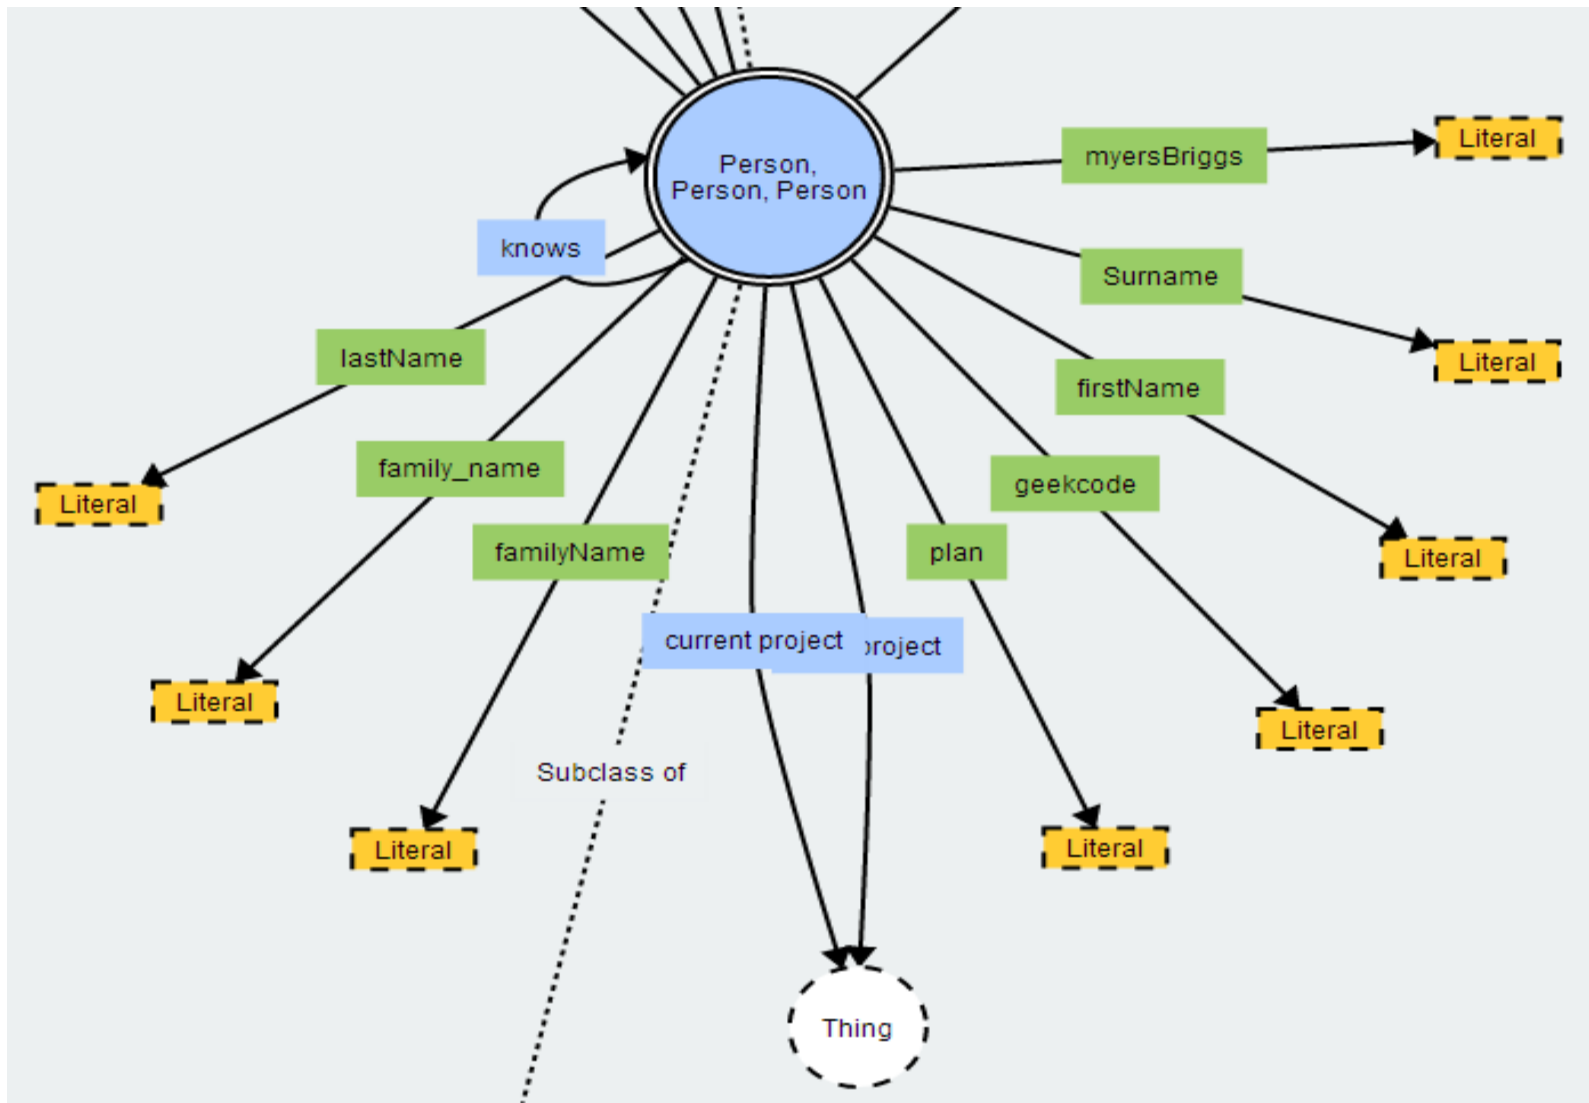 Person,
Person, Person
myersBriggs
Literal
knows
Surname
lastName
Literal
firstName
family_name
geekcode
Literal
familyName
plan
Literal
current project
project
Literal
Literal
Subclass of
Literal
Literal
Thing